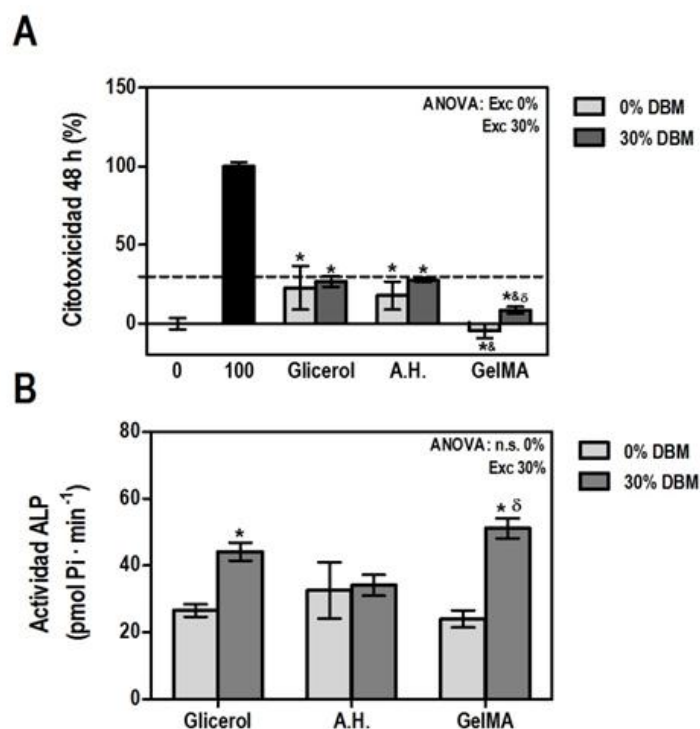 A
Citotoxicidad 48 h (%)
150
100
50
0
ANOVA: Exc 0%
Exc 30%
0% DBM
30% DBM
* * * * *& *&δ
0 100 Glicerol A.H. GelMA
B
Actividad ALP
(pmol Pi · min⁻¹)
80
60
40
20
0
ANOVA: n.s. 0%
Exc 30%
0% DBM
30% DBM
* * δ
Glicerol A.H. GelMA